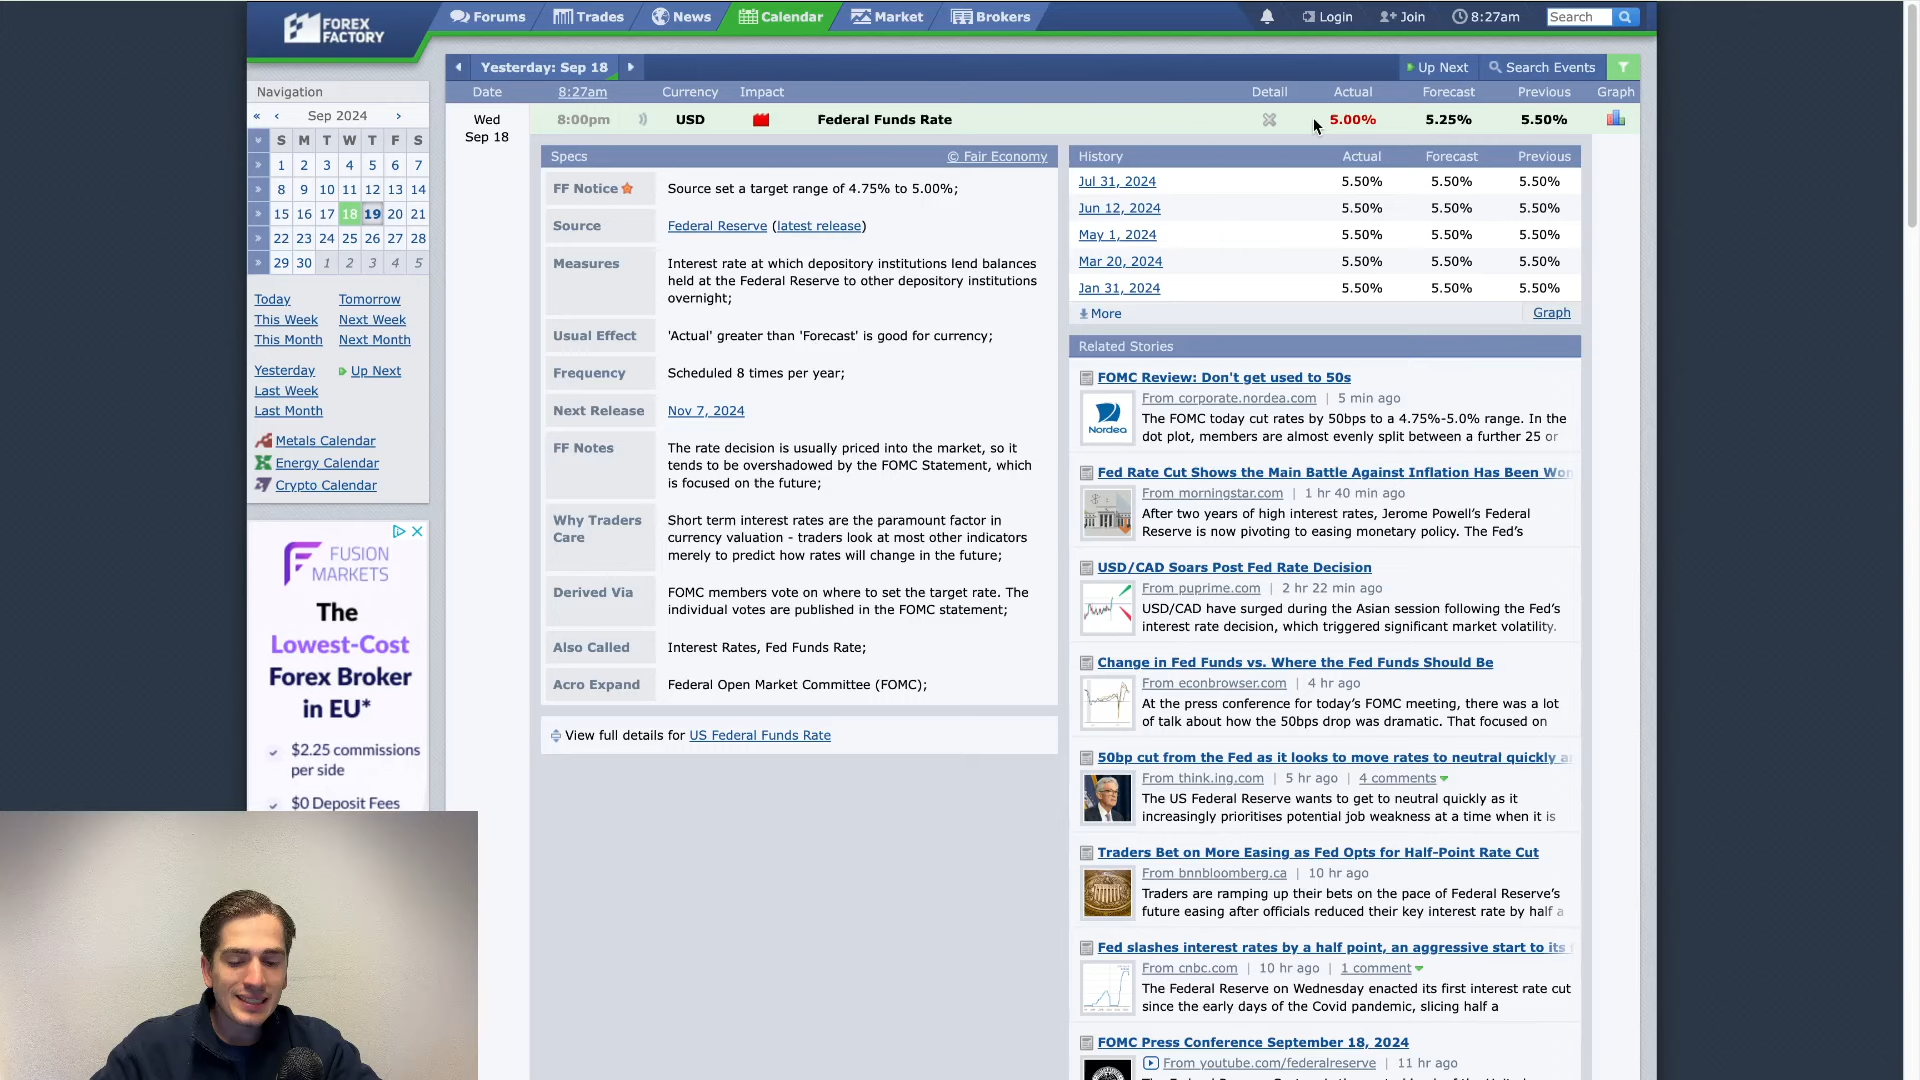 FOREX
FACTORY
Forums
Trades
News
Calendar
Market
Brokers
Login
Join
8:27am
Search
Navigation
« ‹ Sep 2024 ›
S M T W T F S
» 1 2 3 4 5 6 7
» 8 9 10 11 12 13 14
» 15 16 17 18 19 20 21
» 22 23 24 25 26 27 28
» 29 30 1 2 3 4 5
Today Tomorrow
This Week Next Week
This Month Next Month
Yesterday Up Next
Last Week
Last Month
Metals Calendar
Energy Calendar
Crypto Calendar
FUSION
MARKETS
The
Lowest-Cost
Forex Broker
in EU*
$2.25 commissions
per side
$0 Deposit Fees
Yesterday: Sep 18
Up Next
Search Events
Date 8:27am Currency Impact Detail Actual Forecast Previous Graph
Wed
Sep 18
8:00pm USD Federal Funds Rate 5.00% 5.25% 5.50%
Specs © Fair Economy
FF Notice Source set a target range of 4.75% to 5.00%;
Source Federal Reserve (latest release)
Measures Interest rate at which depository institutions lend balances
held at the Federal Reserve to other depository institutions
overnight;
Usual Effect 'Actual' greater than 'Forecast' is good for currency;
Frequency Scheduled 8 times per year;
Next Release Nov 7, 2024
FF Notes The rate decision is usually priced into the market, so it
tends to be overshadowed by the FOMC Statement, which
is focused on the future;
Why Traders
Care
Short term interest rates are the paramount factor in
currency valuation - traders look at most other indicators
merely to predict how rates will change in the future;
Derived Via FOMC members vote on where to set the target rate. The
individual votes are published in the FOMC statement;
Also Called Interest Rates, Fed Funds Rate;
Acro Expand Federal Open Market Committee (FOMC);
View full details for US Federal Funds Rate
History Actual Forecast Previous
Jul 31, 2024 5.50% 5.50% 5.50%
Jun 12, 2024 5.50% 5.50% 5.50%
May 1, 2024 5.50% 5.50% 5.50%
Mar 20, 2024 5.50% 5.50% 5.50%
Jan 31, 2024 5.50% 5.50% 5.50%
More Graph
Related Stories
FOMC Review: Don't get used to 50s
From corporate.nordea.com | 5 min ago
Nordea
The FOMC today cut rates by 50bps to a 4.75%-5.0% range. In the
dot plot, members are almost evenly split between a further 25 or
Fed Rate Cut Shows the Main Battle Against Inflation Has Been Won
From morningstar.com | 1 hr 40 min ago
After two years of high interest rates, Jerome Powell’s Federal
Reserve is now pivoting to easing monetary policy. The Fed’s
USD/CAD Soars Post Fed Rate Decision
From puprime.com | 2 hr 22 min ago
USD/CAD have surged during the Asian session following the Fed’s
interest rate decision, which triggered significant market volatility.
Change in Fed Funds vs. Where the Fed Funds Should Be
From econbrowser.com | 4 hr ago
At the press conference for today’s FOMC meeting, there was a lot
of talk about how the 50bps drop was dramatic. That focused on
50bp cut from the Fed as it looks to move rates to neutral quickly a
From think.ing.com | 5 hr ago | 4 comments
The US Federal Reserve wants to get to neutral quickly as it
increasingly prioritises potential job weakness at a time when it is
Traders Bet on More Easing as Fed Opts for Half-Point Rate Cut
From bnnbloomberg.ca | 10 hr ago
Traders are ramping up their bets on the pace of Federal Reserve’s
future easing after officials reduced their key interest rate by half a
Fed slashes interest rates by a half point, an aggressive start to its
From cnbc.com | 10 hr ago | 1 comment
The Federal Reserve on Wednesday enacted its first interest rate cut
since the early days of the Covid pandemic, slicing half a
FOMC Press Conference September 18, 2024
From youtube.com/federalreserve | 11 hr ago